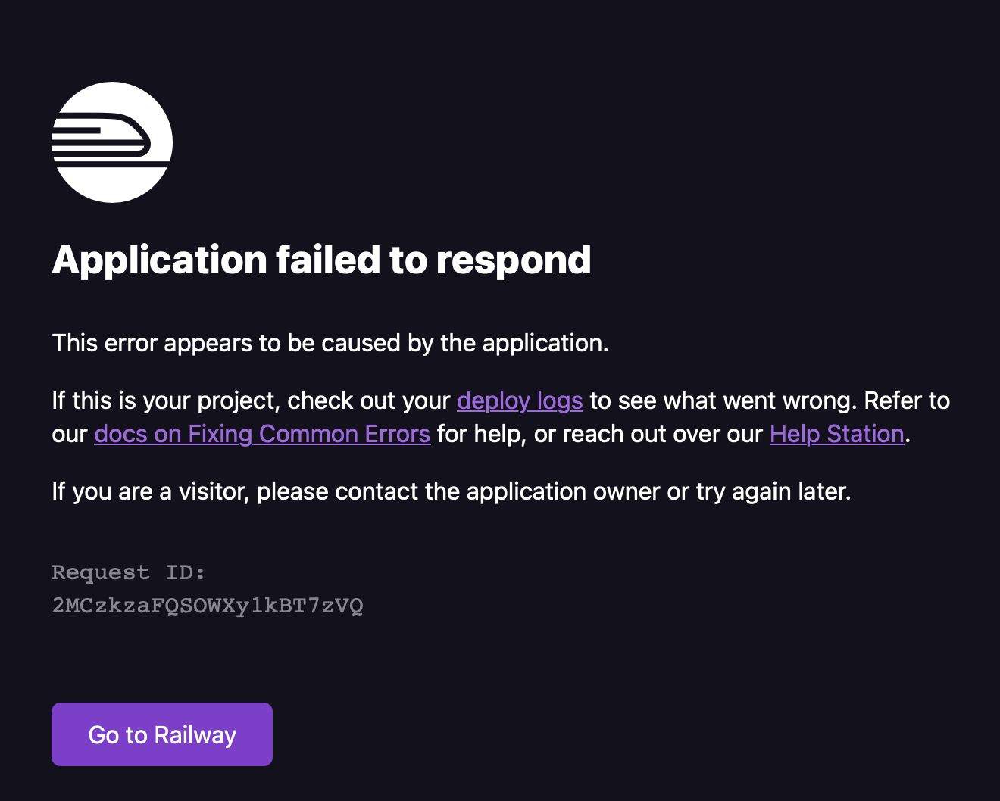 Application failed to respond
This error appears to be caused by the application.
If this is your project, check out your deploy logs to see what went wrong. Refer to
our docs on Fixing Common Errors for help, or reach out over our Help Station.
If you are a visitor, please contact the application owner or try again later.
Request ID:
2MCzkzaFQSOWXy1kBT7zVQ
Go to Railway